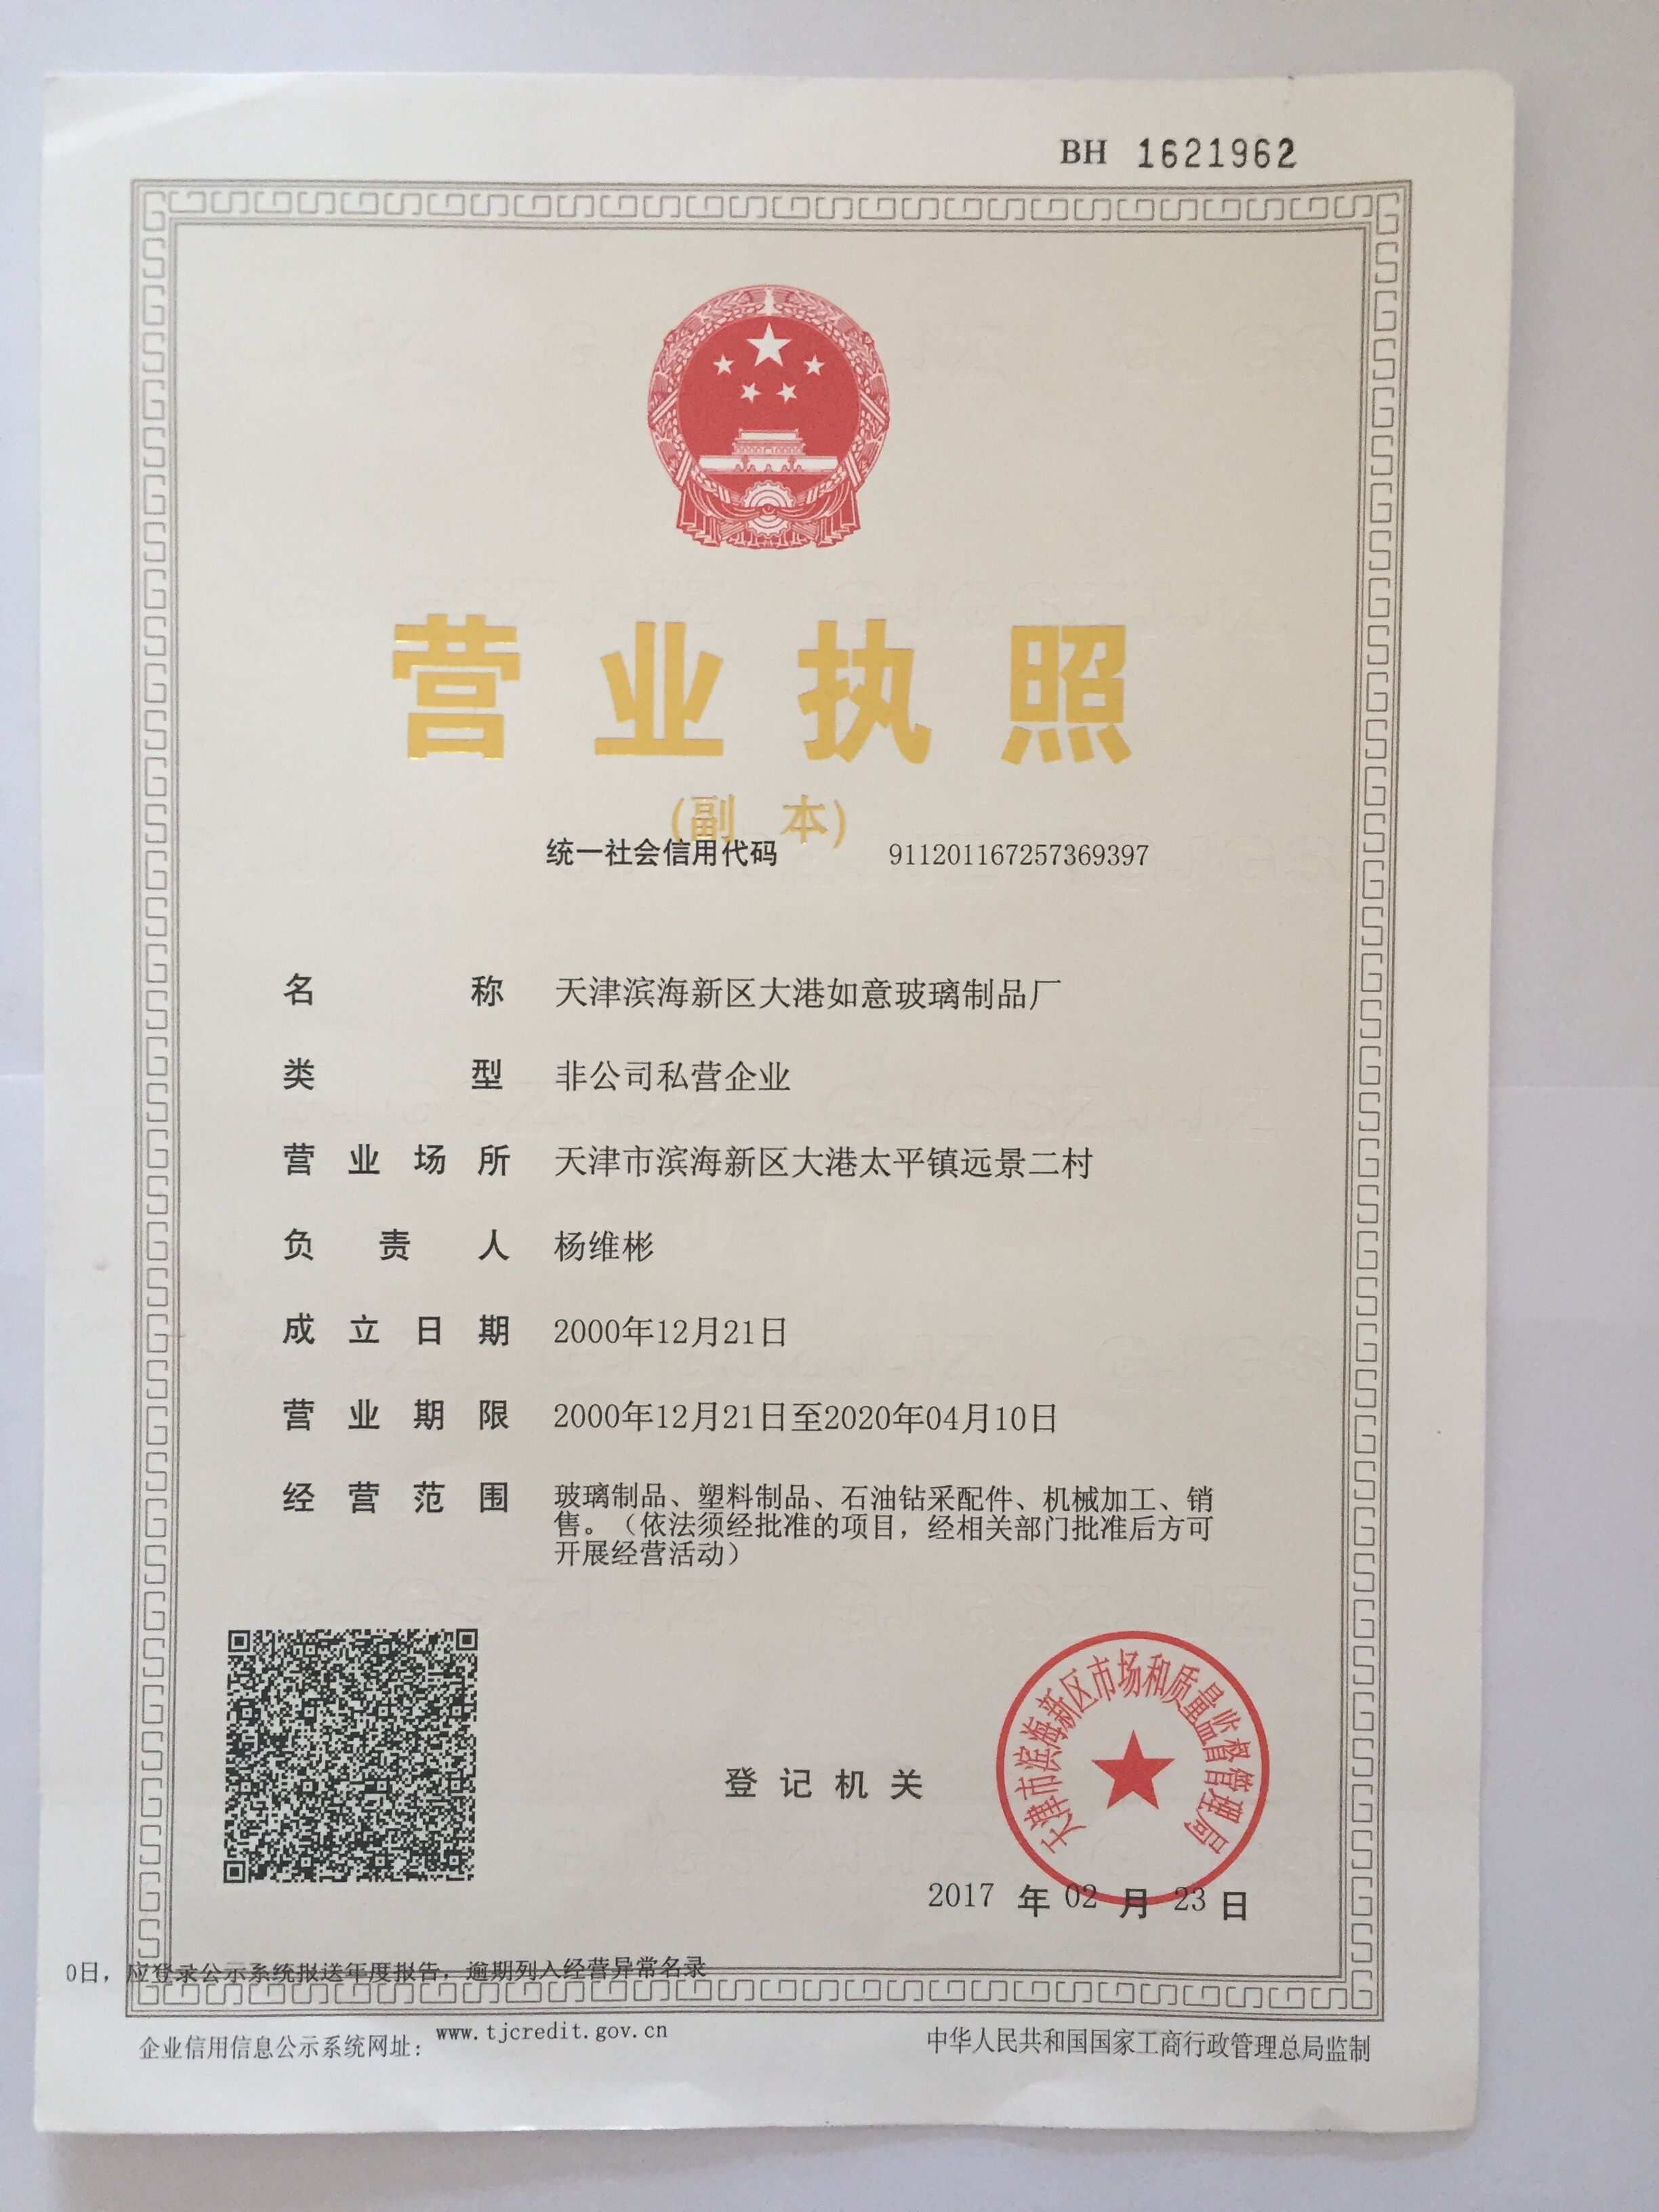 BH 1621962
营业执照
(副 本)
统一社会信用代码 911201167257369397
名称 天津滨海新区大港如意玻璃制品厂
类型 非公司私营企业
营业场所 天津市滨海新区大港太平镇远景二村
负责人 杨维彬
成立日期 2000年12月21日
营业期限 2000年12月21日至2020年04月10日
经营范围 玻璃制品、塑料制品、石油钻采配件、机械加工、销
售。（依法须经批准的项目，经相关部门批准后方可
开展经营活动）
天津市滨海新区市场和质量监督管理局
登记机关
2017 年 02 月 23 日
0日，应登录公示系统报送年度报告，逾期列入经营异常名录
企业信用信息公示系统网址： www.tjcredit.gov.cn
中华人民共和国国家工商行政管理总局监制